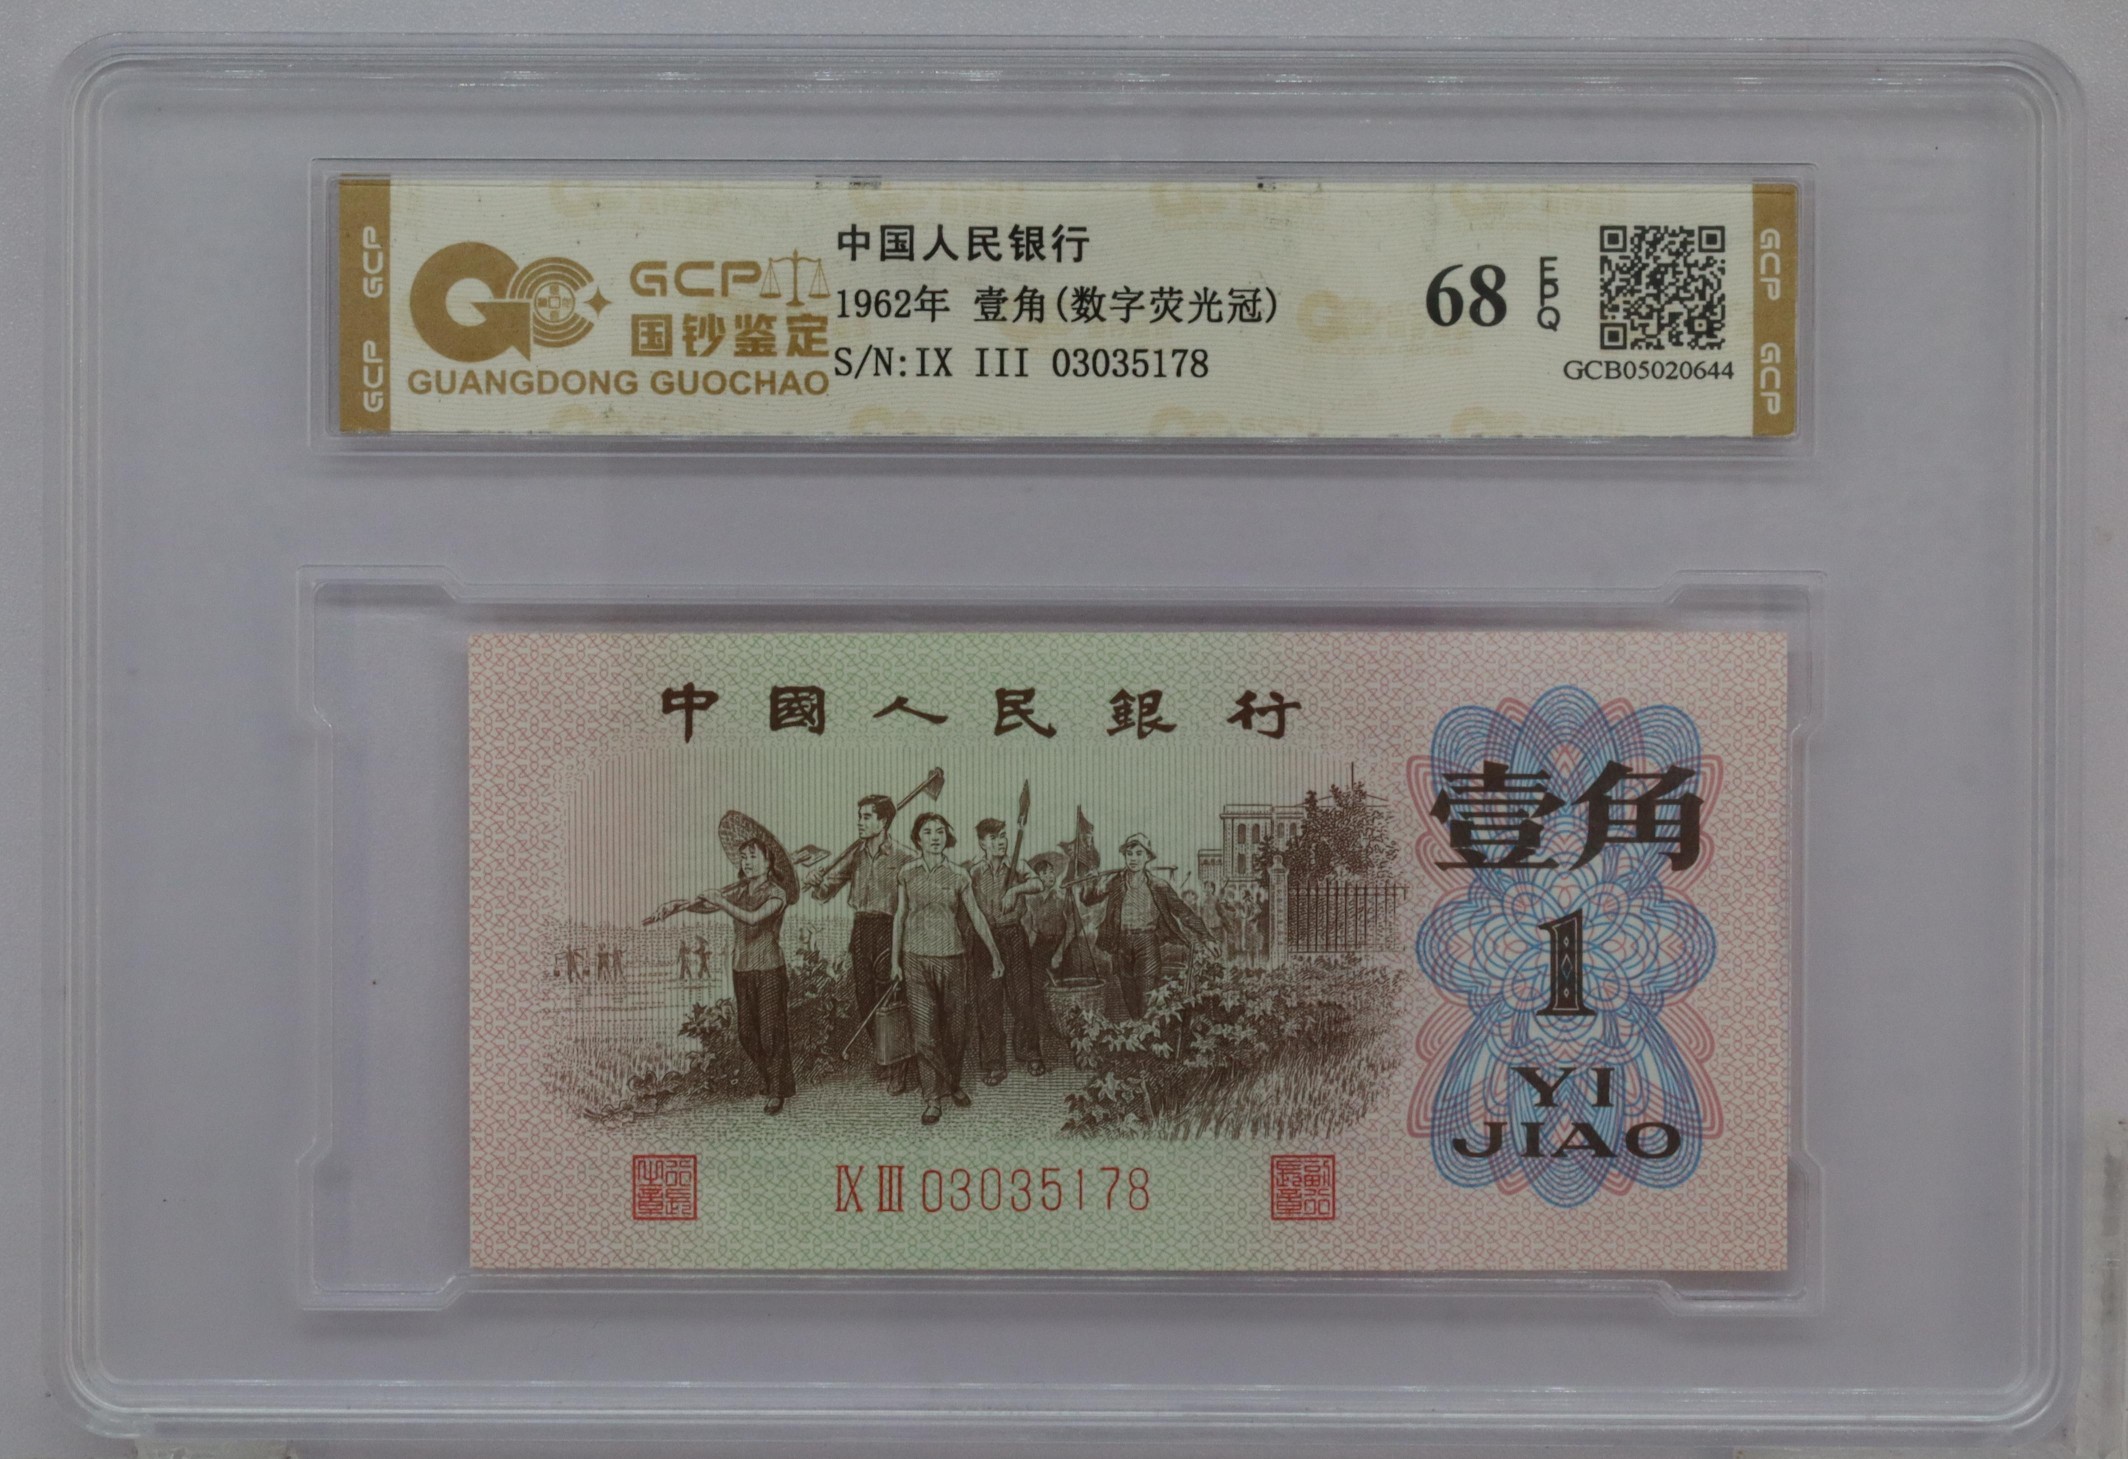 GCP
GCP
GCP
国钞鉴定
GUANGDONG GUOCHAO
中国人民银行
1962年 壹角(数字荧光冠)
S/N:IX III 03035178
68
EPQ
GCB05020644
GCP
GCP
中國人民銀行
壹角
1
YI
JIAO
IX III 03035178